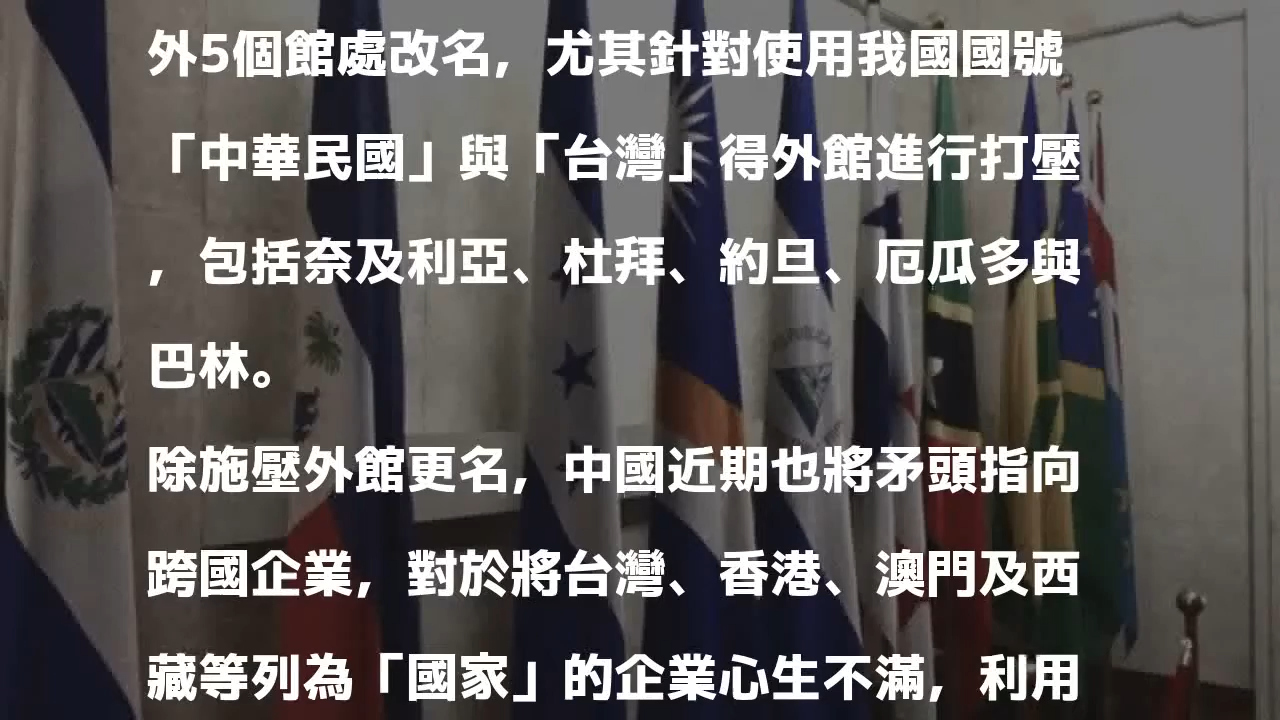 外5個館處改名，尤其針對使用我國國號
「中華民國」與「台灣」得外館進行打壓
，包括奈及利亞、杜拜、約旦、厄瓜多與
巴林。
除施壓外館更名，中國近期也將矛頭指向
跨國企業，對於將台灣、香港、澳門及西
藏等列為「國家」的企業心生不滿，利用